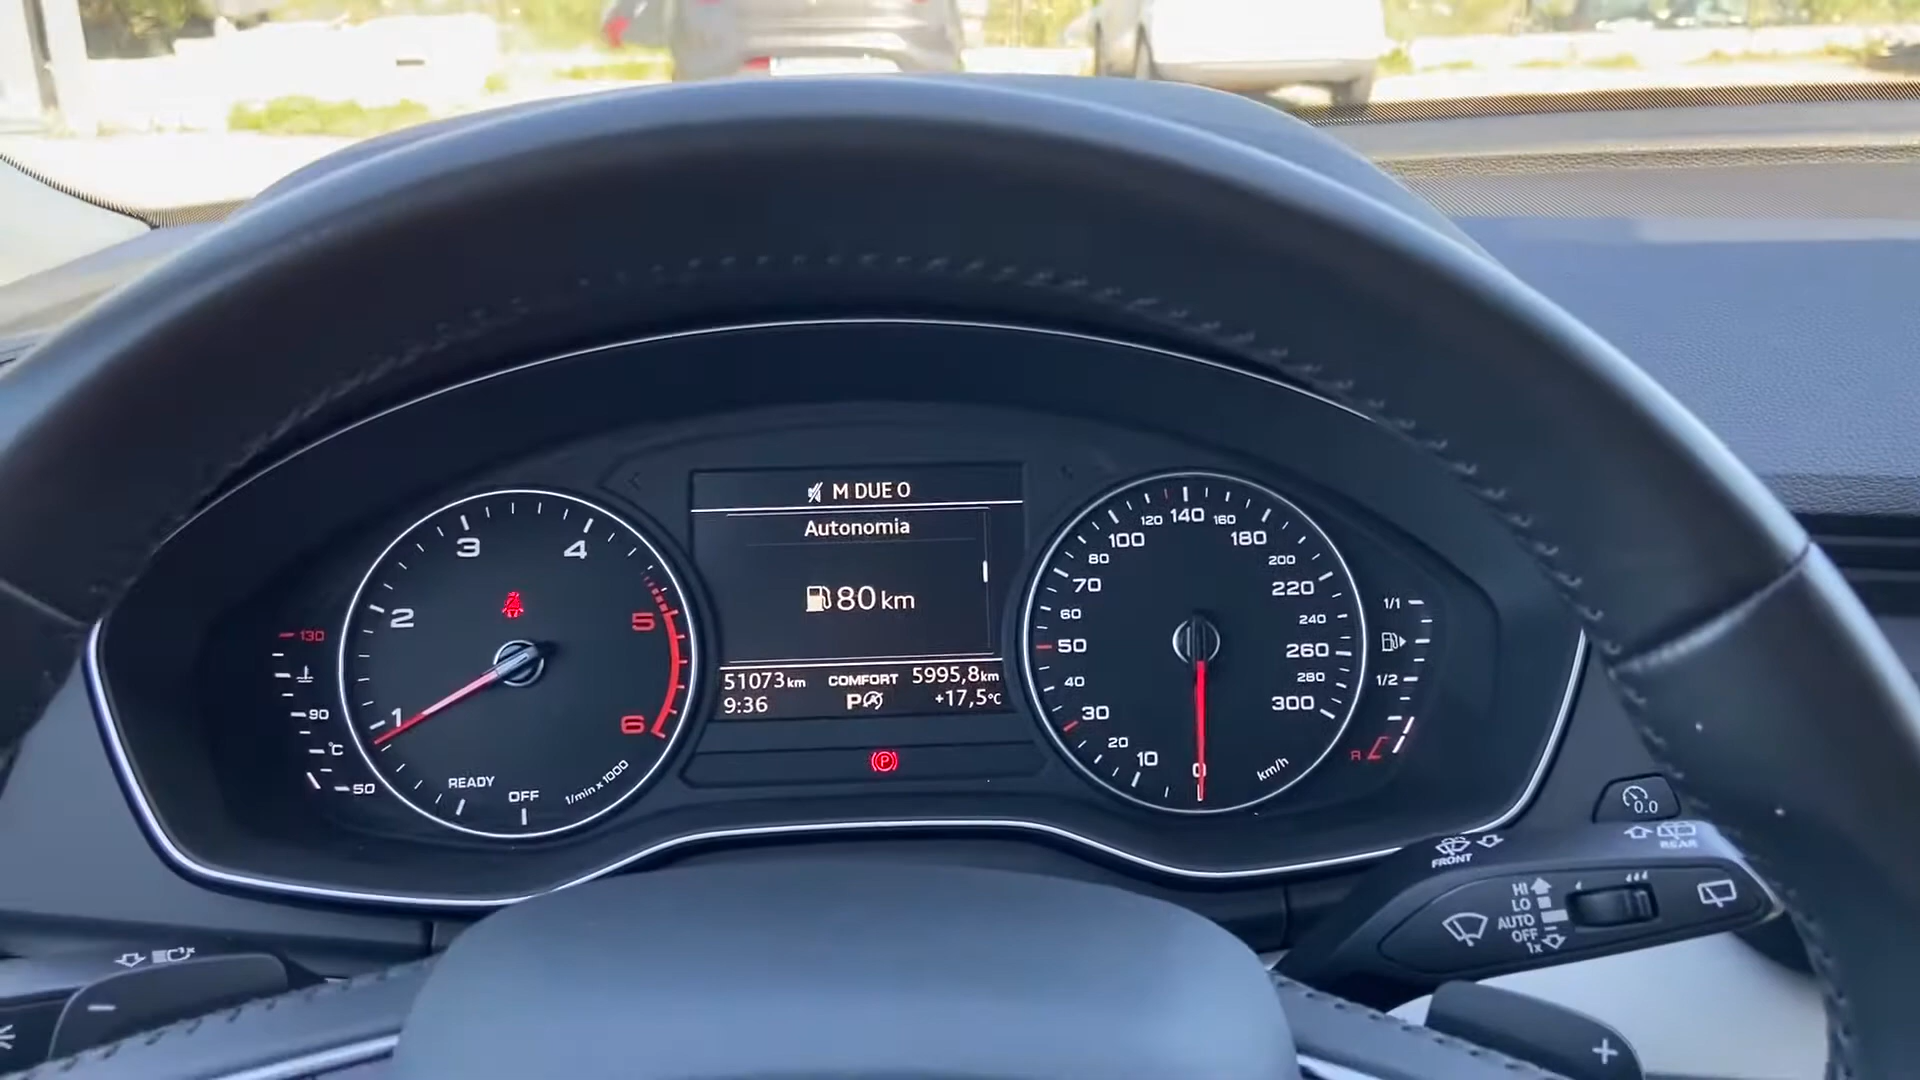 M DUE O
Autonomia
80 km
51073 km COMFORT 5995,8 km
9:36 P +17,5 °C
P
1
2
3
4
5
6
READY
OFF
1/min x 1000
130
90
°C
50
0
10
20
30
40
50
60
70
80
100
120
140
160
180
200
220
240
260
280
300
km/h
1/1
1/2
R
0.0
FRONT
REAR
HI
LO
AUTO
OFF
1x
−
+